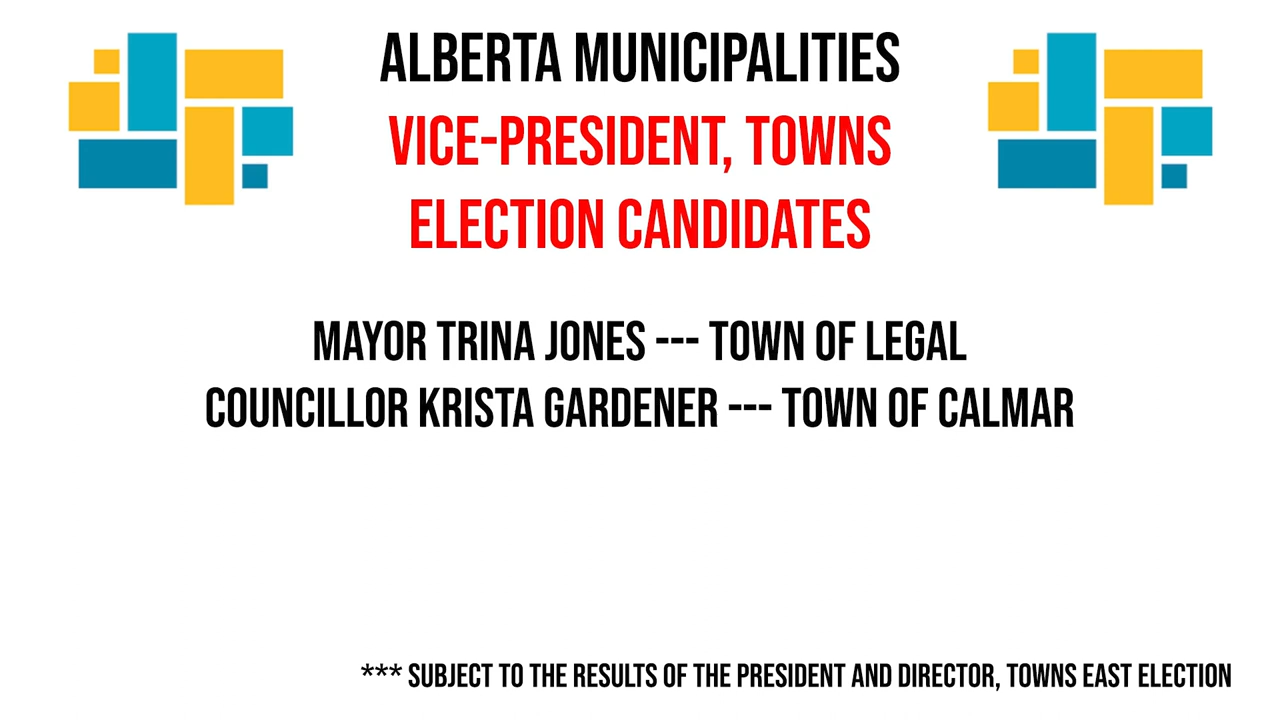 ALBERTA MUNICIPALITIES
VICE-PRESIDENT, TOWNS
ELECTION CANDIDATES
MAYOR TRINA JONES --- TOWN OF LEGAL
COUNCILLOR KRISTA GARDENER --- TOWN OF CALMAR
*** SUBJECT TO THE RESULTS OF THE PRESIDENT AND DIRECTOR, TOWNS EAST ELECTION